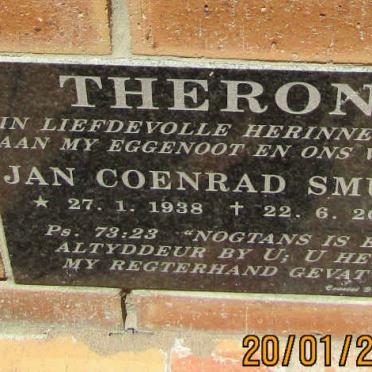 THERON
IN LIEFDEVOLLE HERINNE
AAN MY EGGENOOT EN ONS V
JAN COENRAD SMU
* 27. 1. 1938 † 22. 6. 20
Ps. 73:23 "NOGTANS IS E
ALTYDDEUR BY U; U HE
MY REGTERHAND GEVAT
20/01/2